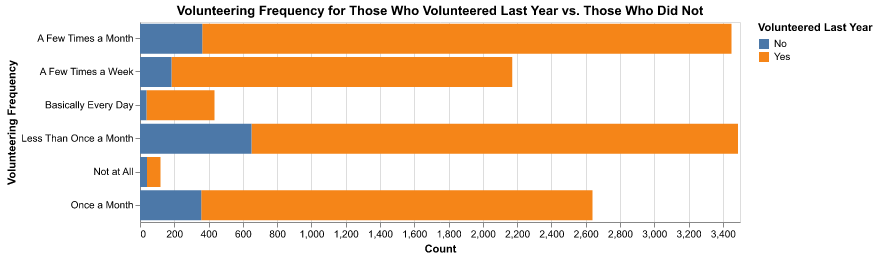 Volunteering Frequency for Those Who Volunteered Last Year vs. Those Who Did Not
Volunteered Last Year
No
Yes
Volunteering Frequency
A Few Times a Month
A Few Times a Week
Basically Every Day
Less Than Once a Month
Not at All
Once a Month
0 200 400 600 800 1,000 1,200 1,400 1,600 1,800 2,000 2,200 2,400 2,600 2,800 3,000 3,200 3,400
Count